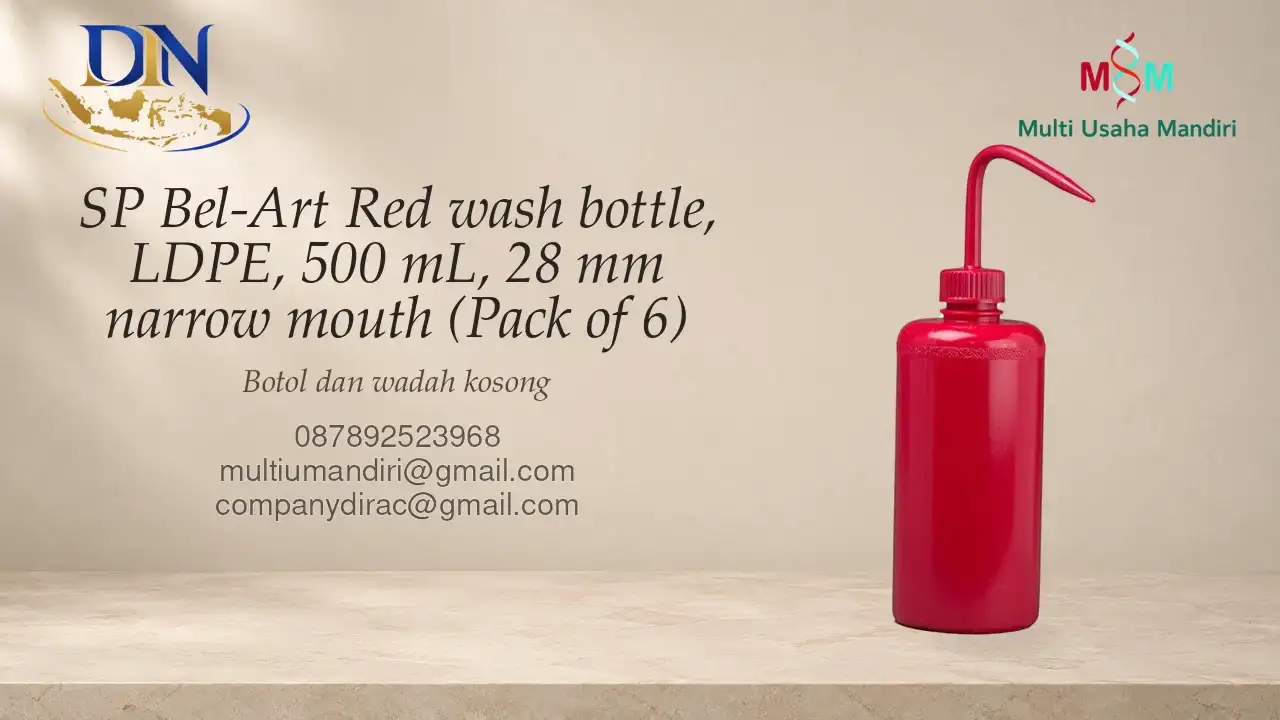 DIN
MSM
Multi Usaha Mandiri
SP Bel-Art Red wash bottle,
LDPE, 500 mL, 28 mm
narrow mouth (Pack of 6)
Botol dan wadah kosong
087892523968
multiumandiri@gmail.com
companydirac@gmail.com